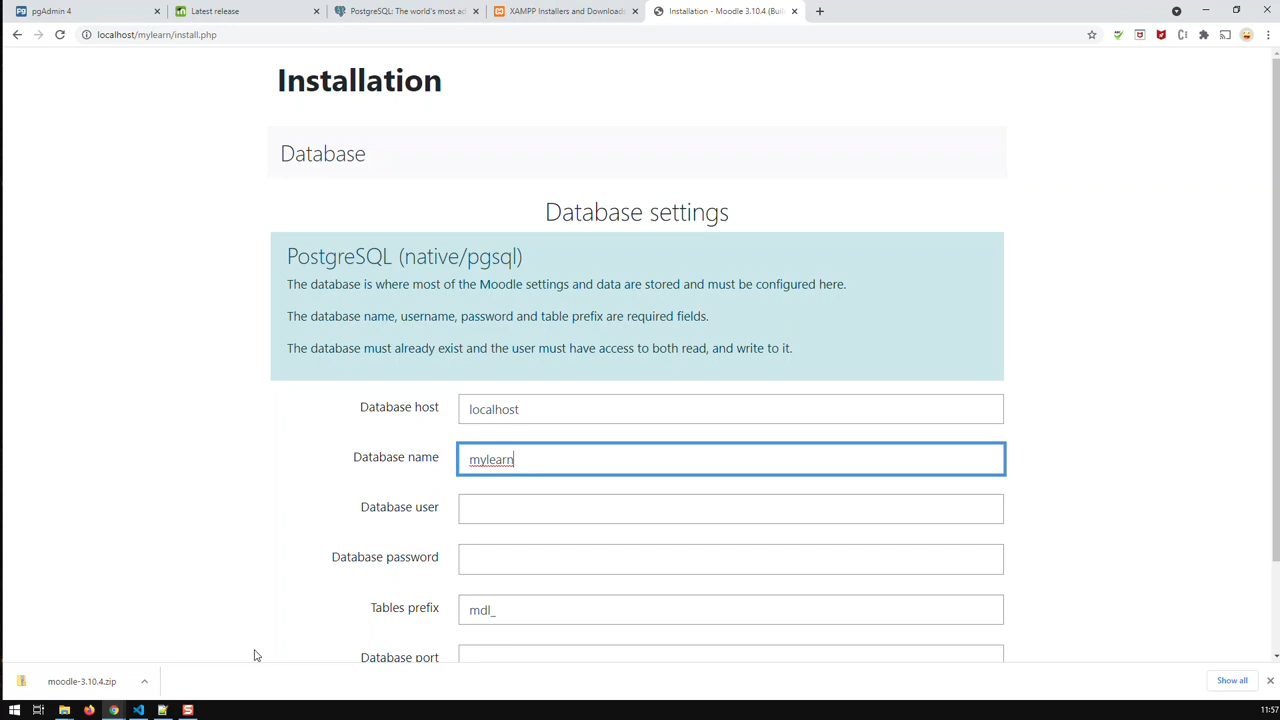 pgAdmin 4
Latest release
PostgreSQL: The world's most ad
XAMPP Installers and Downloads
Installation - Moodle 3.10.4 (Buil
localhost/mylearn/install.php
Installation
Database
Database settings
PostgreSQL (native/pgsql)
The database is where most of the Moodle settings and data are stored and must be configured here.
The database name, username, password and table prefix are required fields.
The database must already exist and the user must have access to both read, and write to it.
Database host
localhost
Database name
mylearn
Database user
Database password
Tables prefix
mdl_
Database port
moodle-3.10.4.zip
Show all
11:57